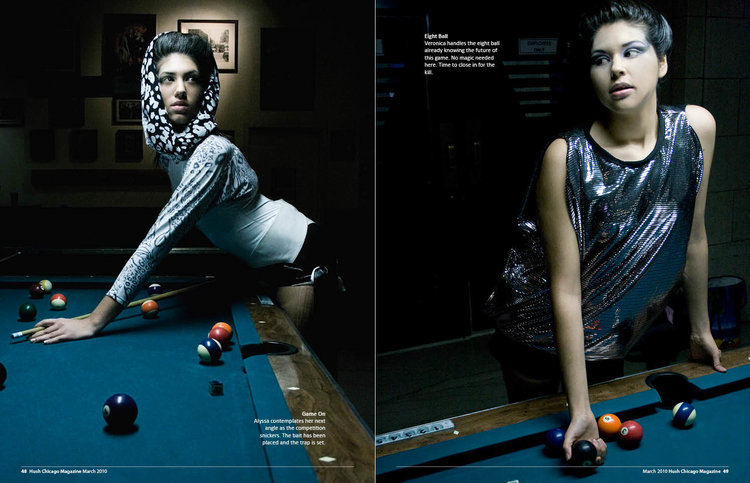 Eight Ball
Veronica handles the eight ball
already knowing the future of
this game. No magic needed
here. Time to close in for the
kill.
EMPLOYEES
ONLY
Game On
Alyssa contemplates her next
angle as the competition
snickers. The bait has been
placed and the trap is set.
48 Hush Chicago Magazine March 2010
March 2010 Hush Chicago Magazine 49